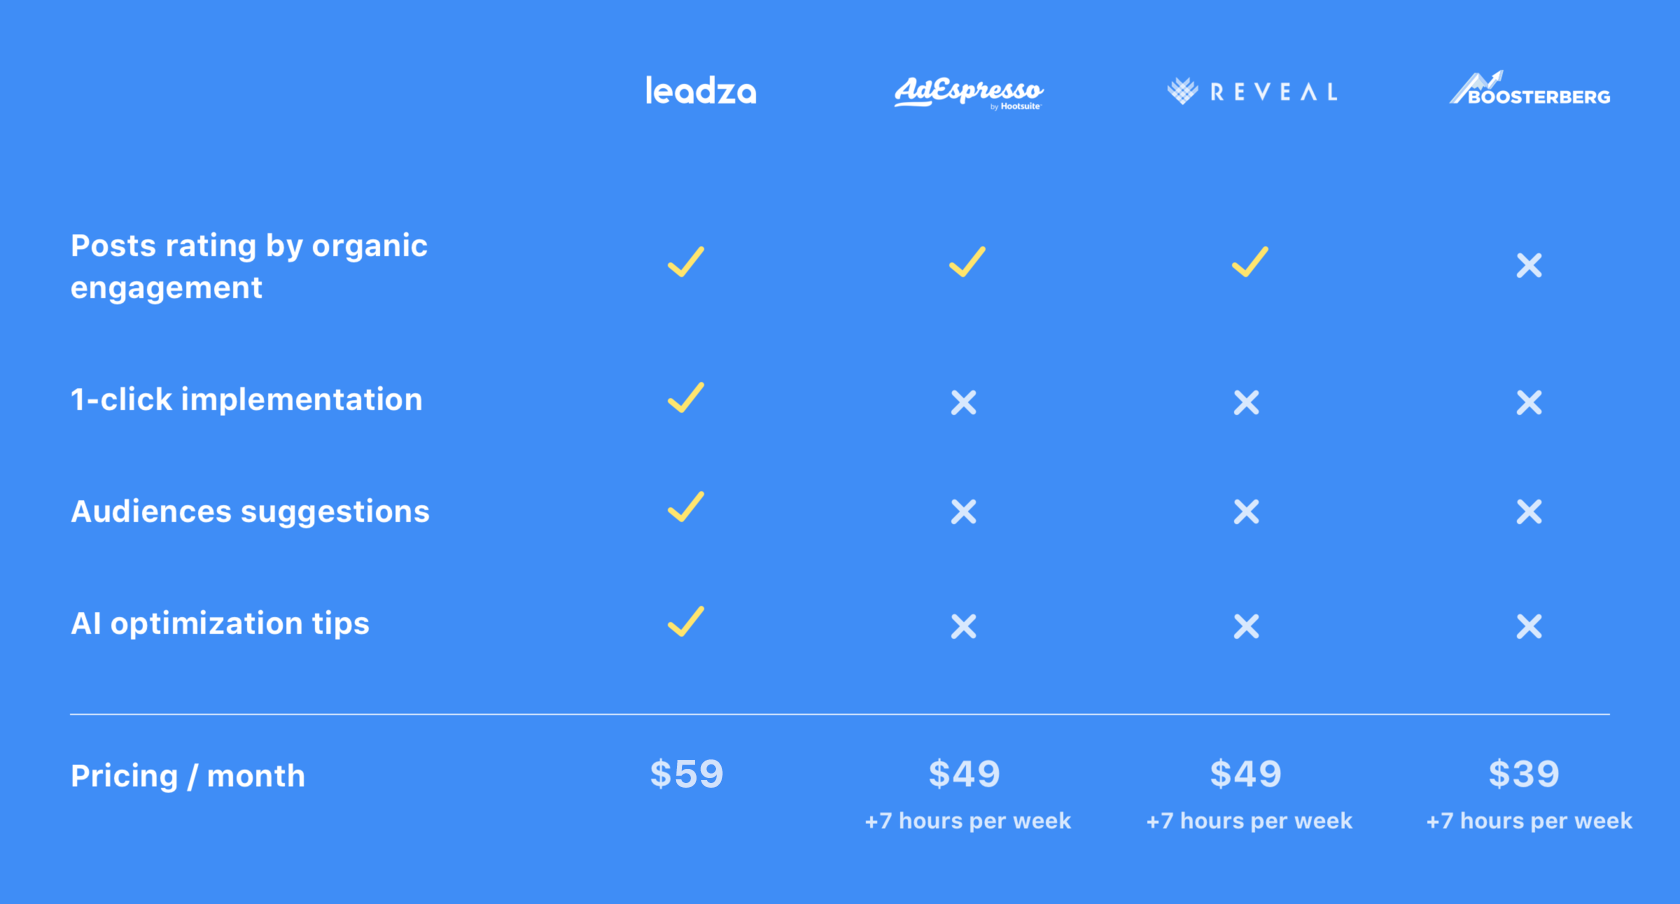 leadza
AdEspresso
by Hootsuite™
REVEAL
BOOSTERBERG
Posts rating by organic
engagement
1-click implementation
Audiences suggestions
AI optimization tips
Pricing / month
$59
$49
$49
$39
+7 hours per week
+7 hours per week
+7 hours per week